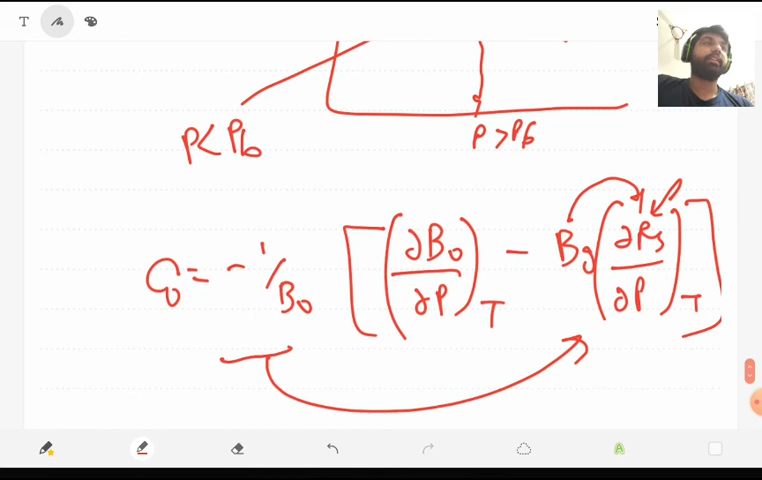 P < Pb
P > Pb
Co = - 1/Bo [ (∂Bo/∂P)T - Bg (∂Rs/∂P)T ]